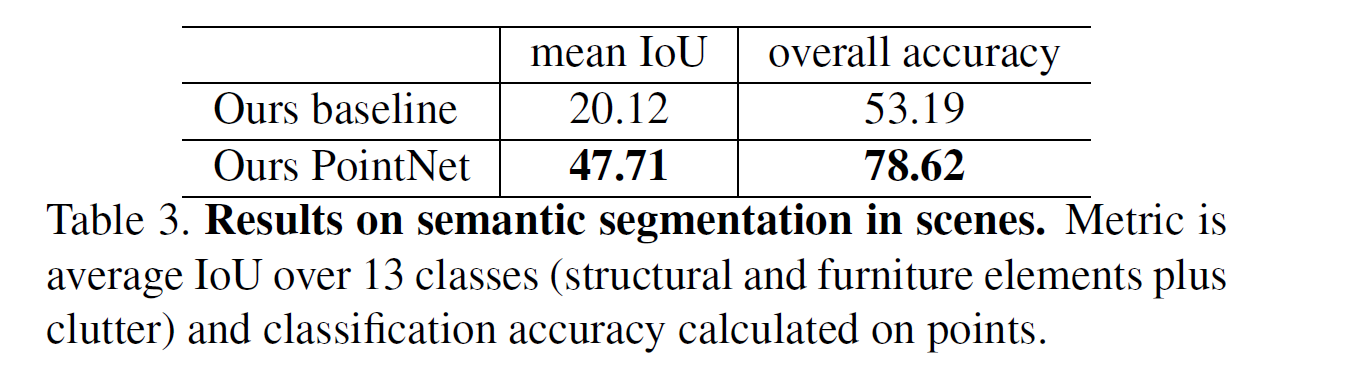 mean IoU overall accuracy
Ours baseline 20.12 53.19
Ours PointNet 47.71 78.62
Table 3. Results on semantic segmentation in scenes. Metric is
average IoU over 13 classes (structural and furniture elements plus
clutter) and classification accuracy calculated on points.